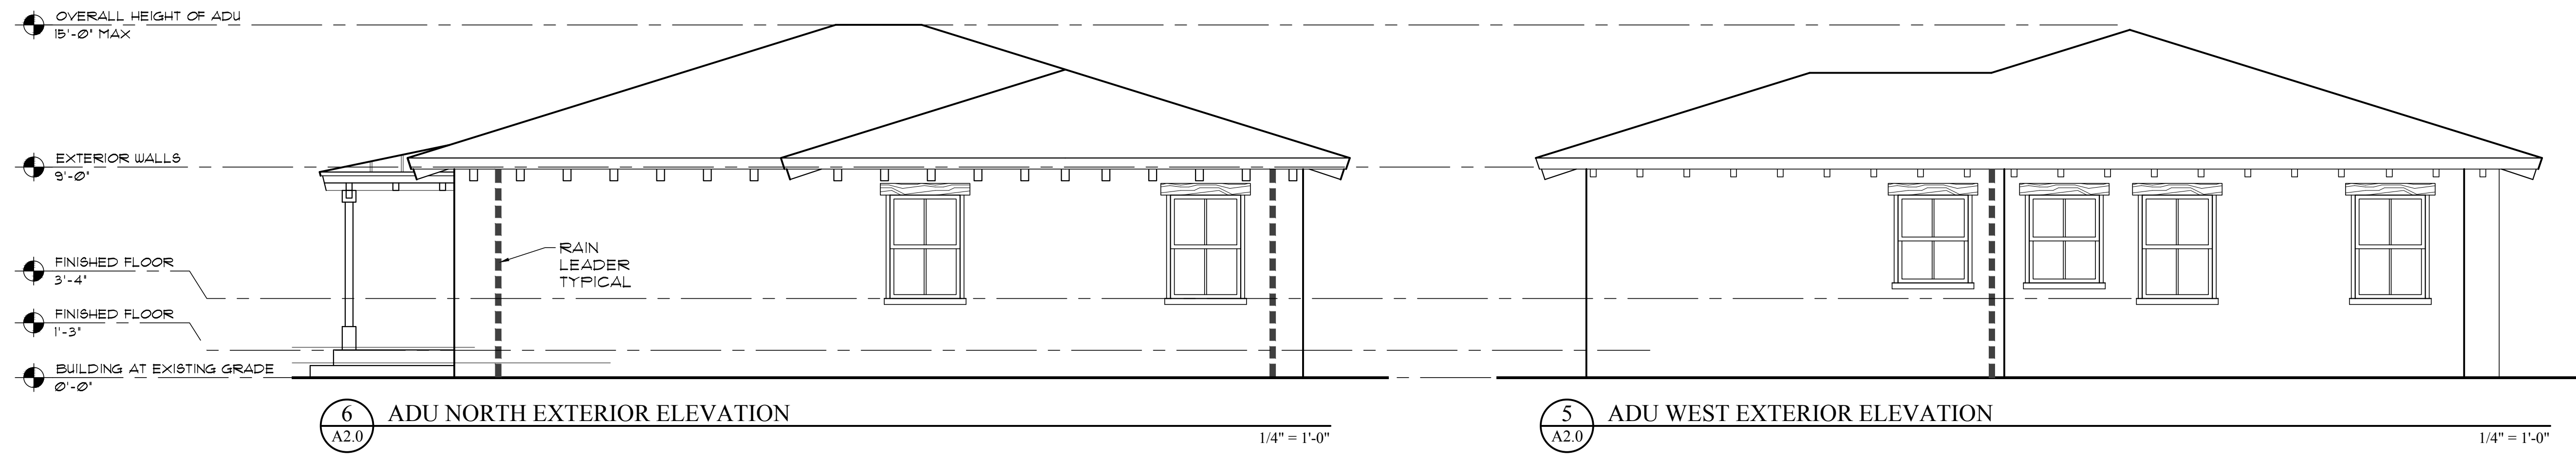 OVERALL HEIGHT OF ADU
15'-0" MAX
EXTERIOR WALLS
9'-0"
RAIN
LEADER
TYPICAL
FINISHED FLOOR
3'-4"
FINISHED FLOOR
1'-3"
BUILDING AT EXISTING GRADE
0'-0"
6
A2.0
ADU NORTH EXTERIOR ELEVATION
1/4" = 1'-0"
5
A2.0
ADU WEST EXTERIOR ELEVATION
1/4" = 1'-0"